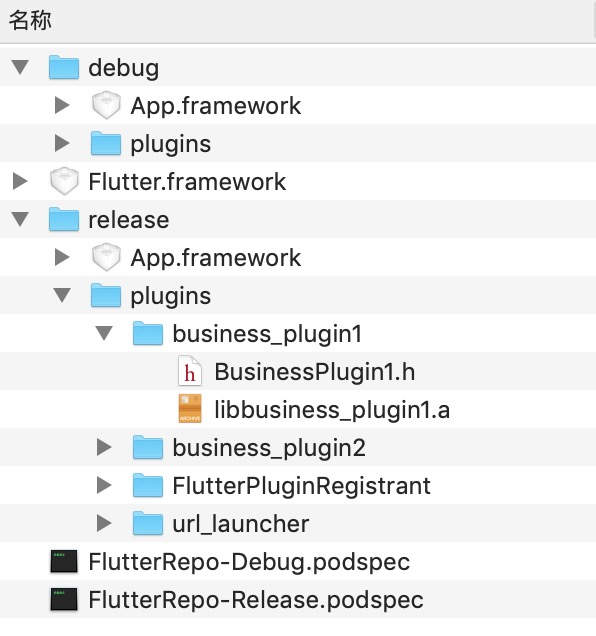 名称
debug
App.framework
plugins
Flutter.framework
release
App.framework
plugins
business_plugin1
BusinessPlugin1.h
libbusiness_plugin1.a
business_plugin2
FlutterPluginRegistrant
url_launcher
FlutterRepo-Debug.podspec
FlutterRepo-Release.podspec